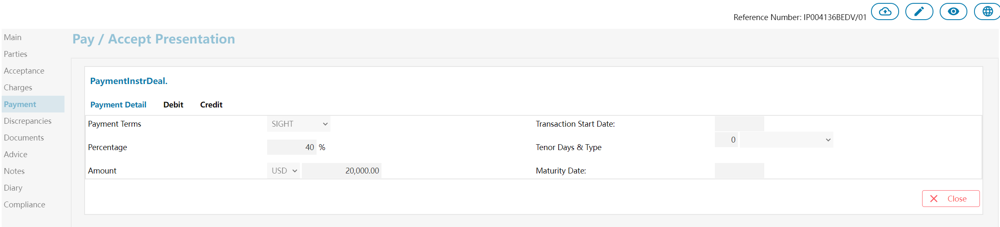 Reference Number: IP004136BEDV/01
Main
Parties
Acceptance
Charges
Payment
Discrepancies
Documents
Advice
Notes
Diary
Compliance
Pay / Accept Presentation
PaymentInstrDeal.
Payment Detail Debit Credit
Payment Terms SIGHT Transaction Start Date:
Percentage 40 % Tenor Days & Type 0
Amount USD 20,000.00 Maturity Date:
Close